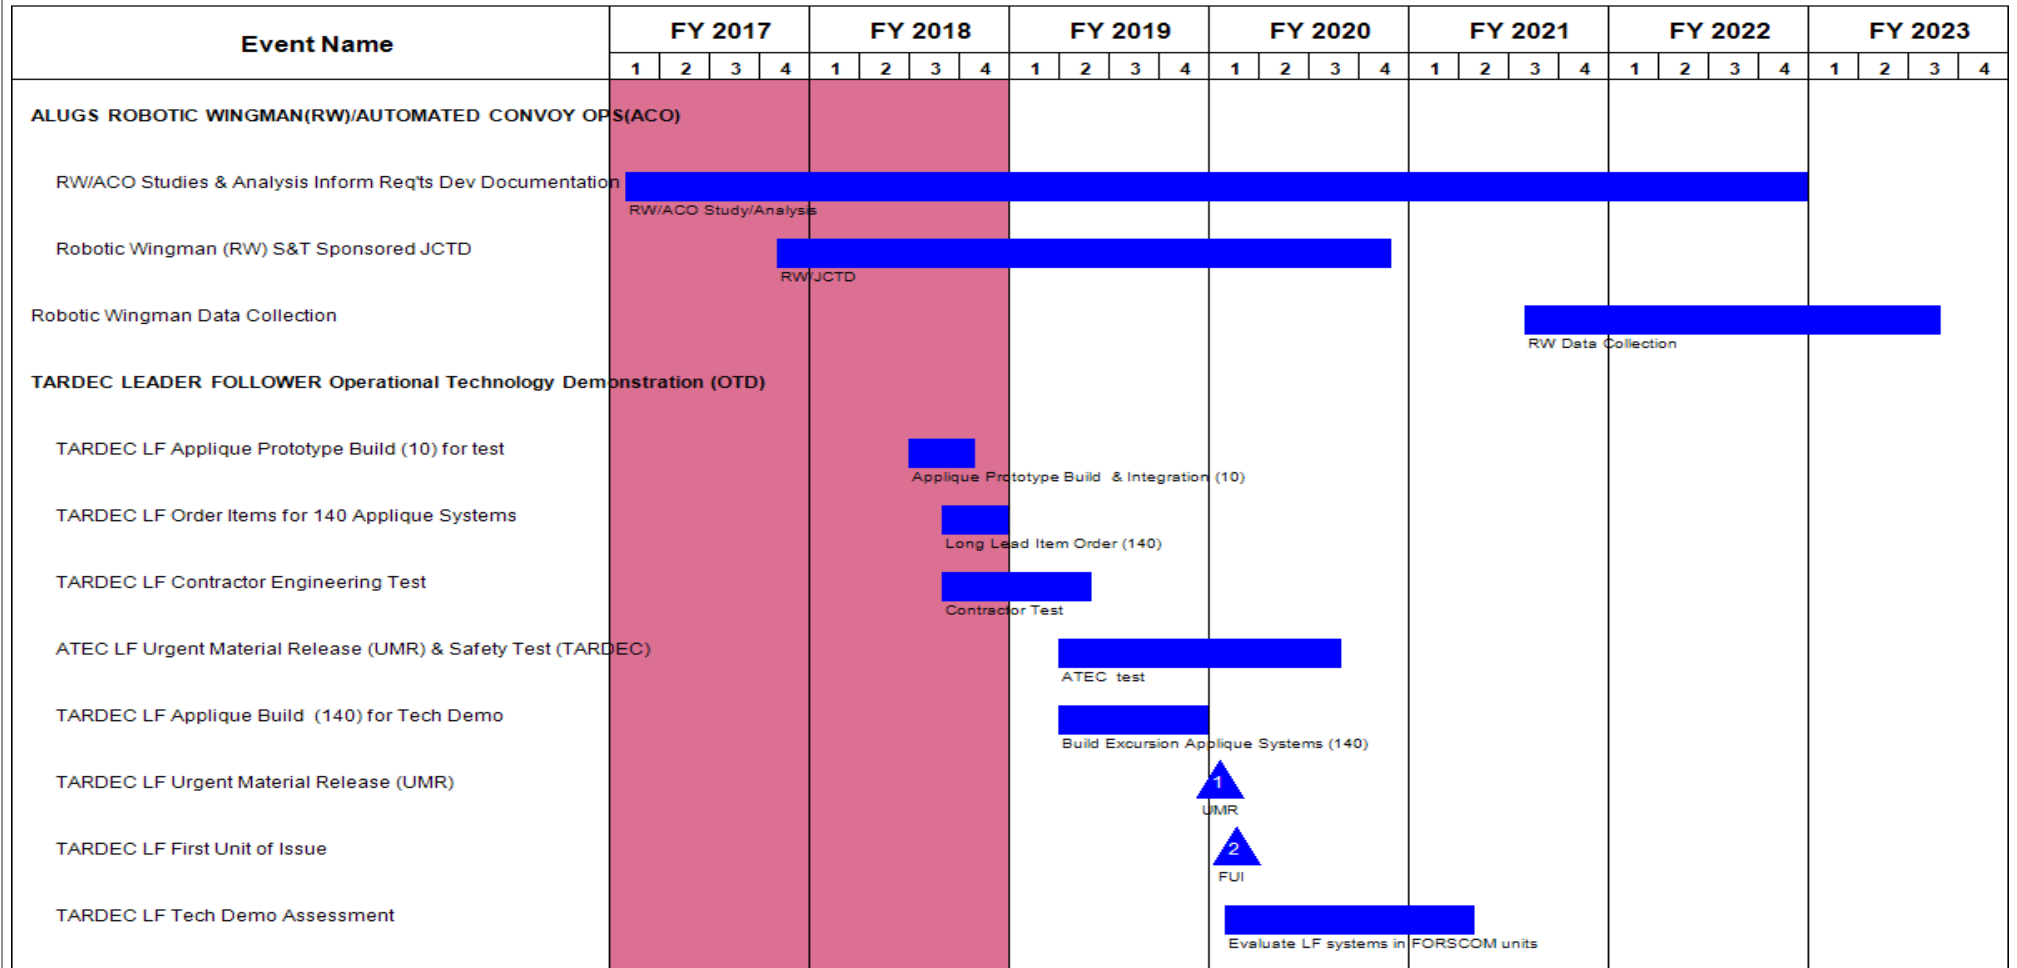 Event Name
FY 2017 FY 2018 FY 2019 FY 2020 FY 2021 FY 2022 FY 2023
1 2 3 4 1 2 3 4 1 2 3 4 1 2 3 4 1 2 3 4 1 2 3 4 1 2 3 4
ALUGS ROBOTIC WINGMAN(RW)/AUTOMATED CONVOY OPS(ACO)
RW/ACO Studies & Analysis Inform Req'ts Dev Documentation
RW/ACO Study/Analysis
Robotic Wingman (RW) S&T Sponsored JCTD
RW/JCTD
Robotic Wingman Data Collection
RW Data Collection
TARDEC LEADER FOLLOWER Operational Technology Demonstration (OTD)
TARDEC LF Applique Prototype Build (10) for test
Applique Prototype Build & Integration (10)
TARDEC LF Order Items for 140 Applique Systems
Long Lead Item Order (140)
TARDEC LF Contractor Engineering Test
Contractor Test
ATEC LF Urgent Material Release (UMR) & Safety Test (TARDEC)
ATEC test
TARDEC LF Applique Build (140) for Tech Demo
Build Excursion Applique Systems (140)
TARDEC LF Urgent Material Release (UMR)
1
UMR
TARDEC LF First Unit of Issue
2
FUI
TARDEC LF Tech Demo Assessment
Evaluate LF systems in FORSCOM units